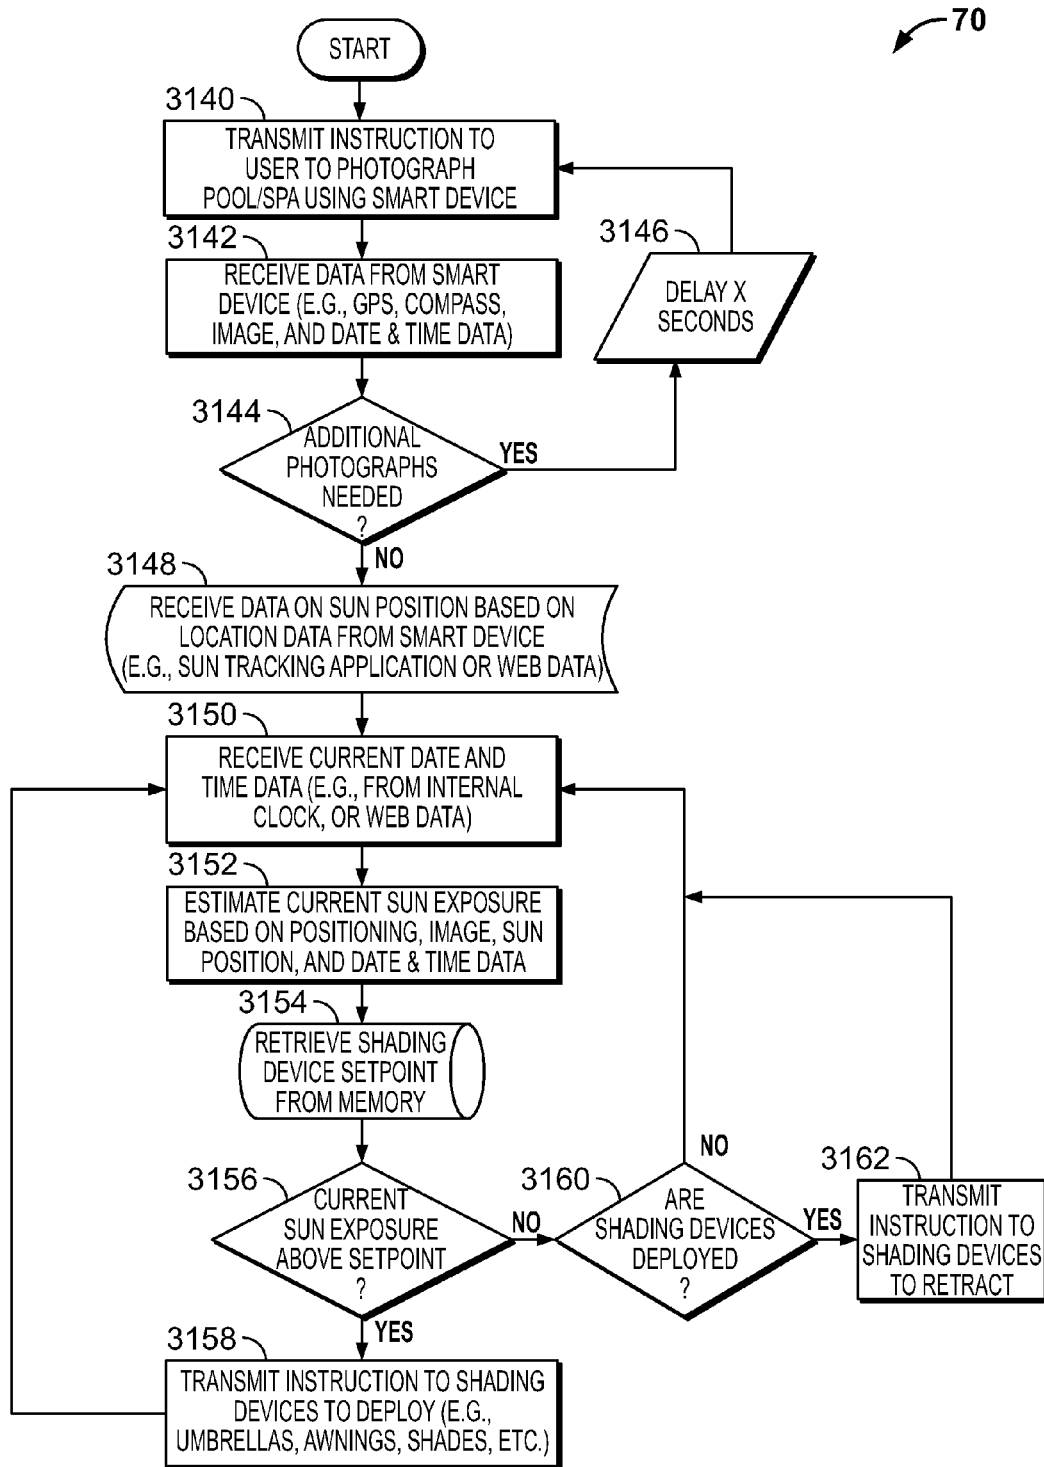 70
START
3140
TRANSMIT INSTRUCTION TO
USER TO PHOTOGRAPH
POOL/SPA USING SMART DEVICE
3142
RECEIVE DATA FROM SMART
DEVICE (E.G., GPS, COMPASS,
IMAGE, AND DATE & TIME DATA)
3146
DELAY X
SECONDS
3144
ADDITIONAL
PHOTOGRAPHS
NEEDED
?
YES
NO
3148
RECEIVE DATA ON SUN POSITION BASED ON
LOCATION DATA FROM SMART DEVICE
(E.G., SUN TRACKING APPLICATION OR WEB DATA)
3150
RECEIVE CURRENT DATE AND
TIME DATA (E.G., FROM INTERNAL
CLOCK, OR WEB DATA)
3152
ESTIMATE CURRENT SUN EXPOSURE
BASED ON POSITIONING, IMAGE, SUN
POSITION, AND DATE & TIME DATA
3154
RETRIEVE SHADING
DEVICE SETPOINT
FROM MEMORY
3156
CURRENT
SUN EXPOSURE
ABOVE SETPOINT
?
NO
YES
3160
ARE
SHADING DEVICES
DEPLOYED
?
NO
YES
3162
TRANSMIT
INSTRUCTION TO
SHADING DEVICES
TO RETRACT
3158
TRANSMIT INSTRUCTION TO SHADING
DEVICES TO DEPLOY (E.G.,
UMBRELLAS, AWNINGS, SHADES, ETC.)